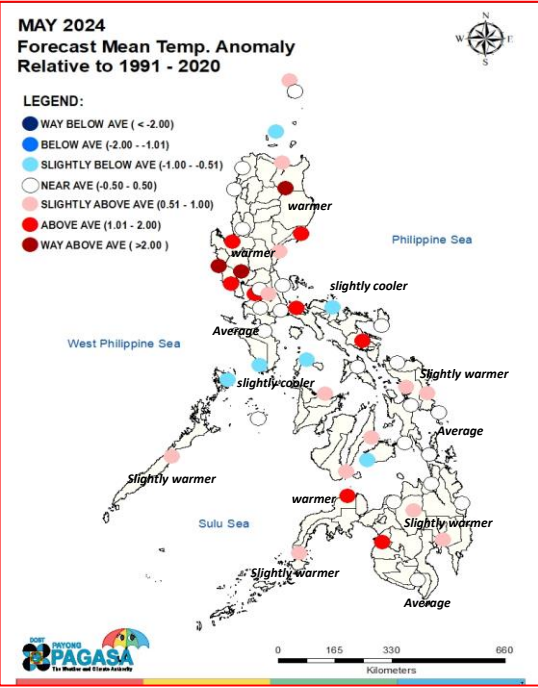 MAY 2024
Forecast Mean Temp. Anomaly
Relative to 1991 - 2020
N
W
E
S
LEGEND:
WAY BELOW AVE ( < -2.00)
BELOW AVE (-2.00 - -1.01)
SLIGHTLY BELOW AVE (-1.00 - -0.51)
NEAR AVE (-0.50 - 0.50)
SLIGHTLY ABOVE AVE (0.51 - 1.00)
ABOVE AVE (1.01 - 2.00)
WAY ABOVE AVE ( >2.00 )
warmer
Philippine Sea
warmer
slightly cooler
Average
West Philippine Sea
Slightly warmer
slightly cooler
Average
Slightly warmer
warmer
Slightly warmer
Sulu Sea
Slightly warmer
Average
DOST
PAYONG
PAGASA
The Weather and Climate Authority
0 165 330 660
Kilometers